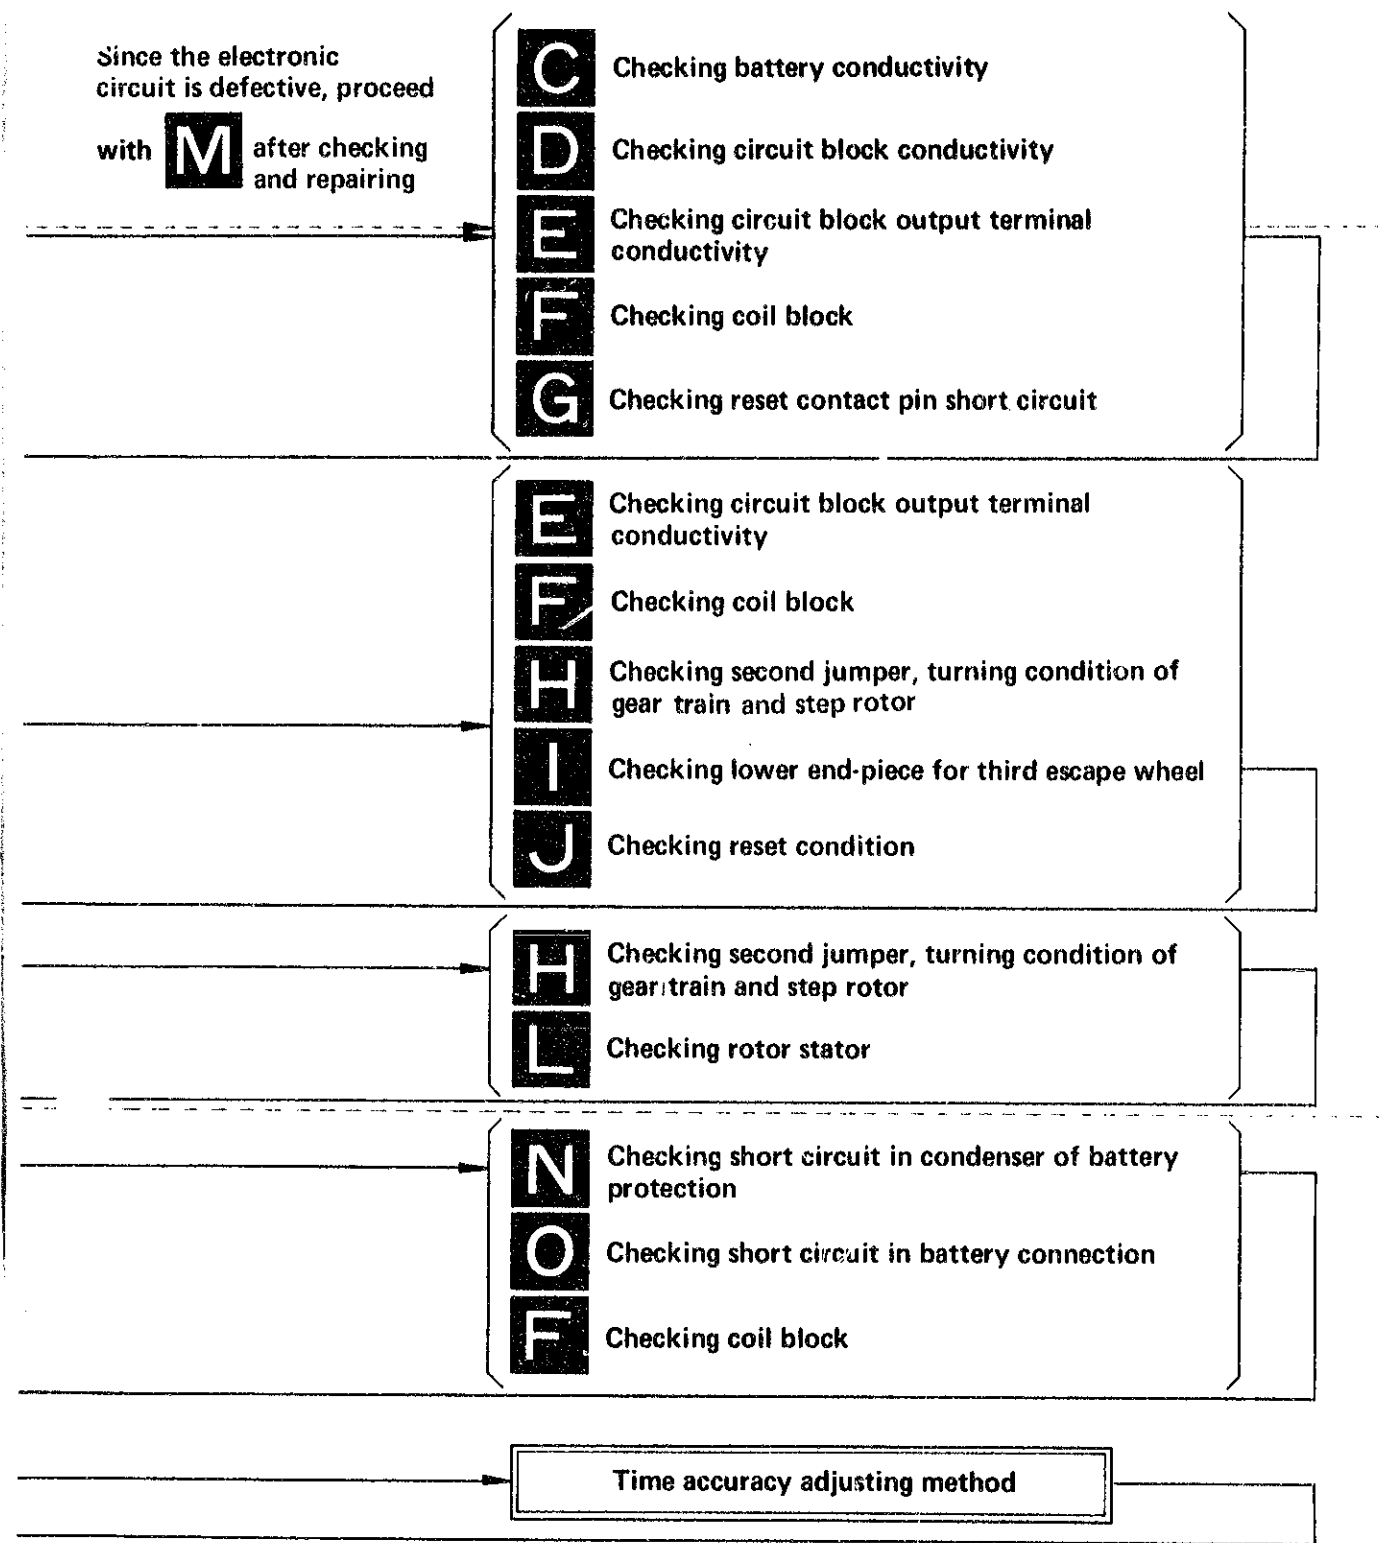 Since the electronic
circuit is defective, proceed
with M after checking
and repairing
C Checking battery conductivity
D Checking circuit block conductivity
E Checking circuit block output terminal
conductivity
F Checking coil block
G Checking reset contact pin short circuit
E Checking circuit block output terminal
conductivity
F Checking coil block
H Checking second jumper, turning condition of
gear train and step rotor
I Checking lower end-piece for third escape wheel
J Checking reset condition
H Checking second jumper, turning condition of
gear train and step rotor
L Checking rotor stator
N Checking short circuit in condenser of battery
protection
O Checking short circuit in battery connection
F Checking coil block
Time accuracy adjusting method